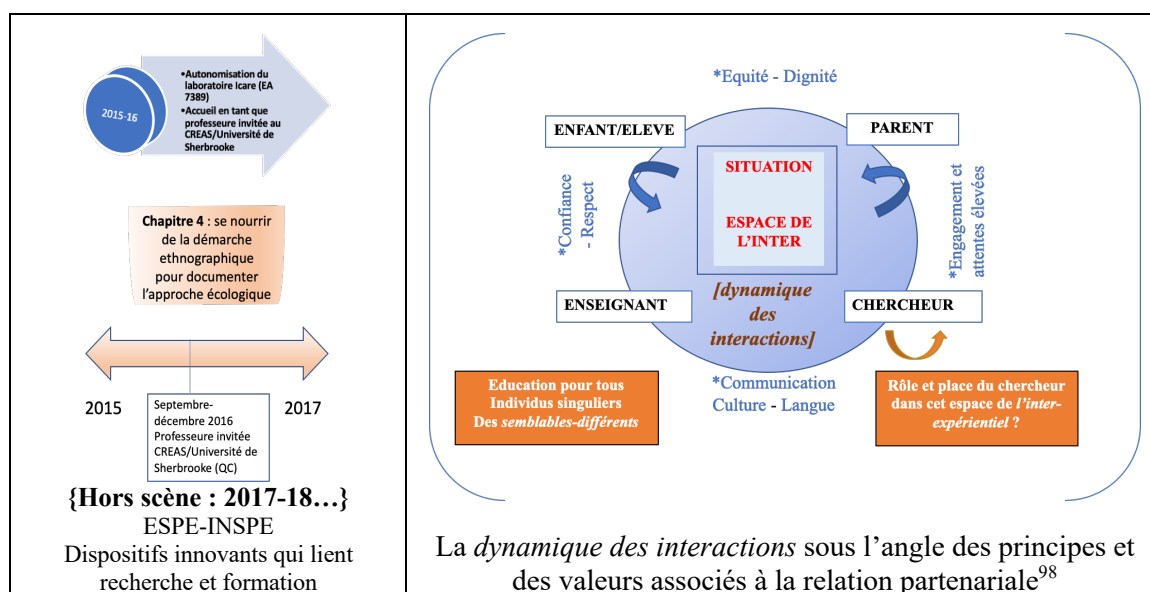 2015-16
•Autonomisation du
laboratoire Icare (EA
7389)
•Accueil en tant que
professeure invitée au
CREAS/Université de
Sherbrooke
Chapitre 4 : se nourrir
de la démarche
ethnographique
pour documenter
l’approche écologique
2015
2017
Septembre-
décembre 2016
Professeure invitée
CREAS/Université de
Sherbrooke (QC)
{Hors scène : 2017-18…}
ESPE-INSPE
Dispositifs innovants qui lient
recherche et formation
*Equité - Dignité
ENFANT/ELEVE
PARENT
SITUATION
ESPACE DE
L’INTER
*Confiance
- Respect
*Engagement et
attentes élevées
ENSEIGNANT
[dynamique
des
interactions]
CHERCHEUR
*Communication
Culture - Langue
Education pour tous
Individus singuliers
Des semblables-différents
Rôle et place du chercheur
dans cet espace de l’inter-
expérientiel ?
La dynamique des interactions sous l’angle des principes et
des valeurs associés à la relation partenariale98